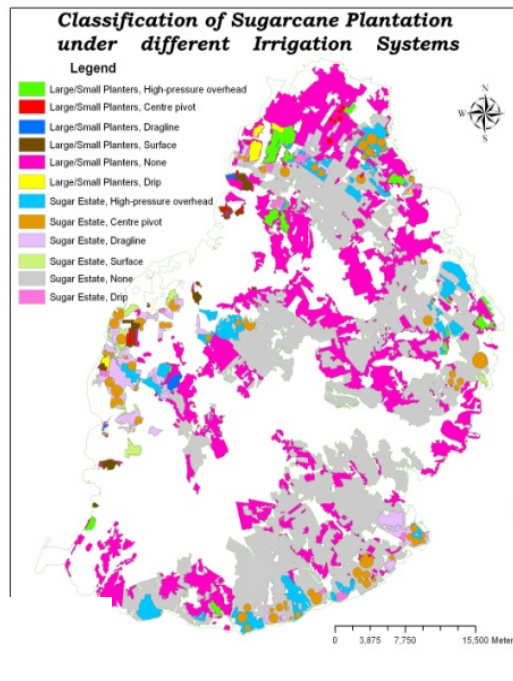 Classification of Sugarcane Plantation
under different Irrigation Systems
Legend
Large/Small Planters, High-pressure overhead
Large/Small Planters, Centre pivot
Large/Small Planters, Dragline
Large/Small Planters, Surface
Large/Small Planters, None
Large/Small Planters, Drip
Sugar Estate, High-pressure overhead
Sugar Estate, Centre pivot
Sugar Estate, Dragline
Sugar Estate, Surface
Sugar Estate, None
Sugar Estate, Drip
N
W E
S
0 3,875 7,750 15,500 Meter